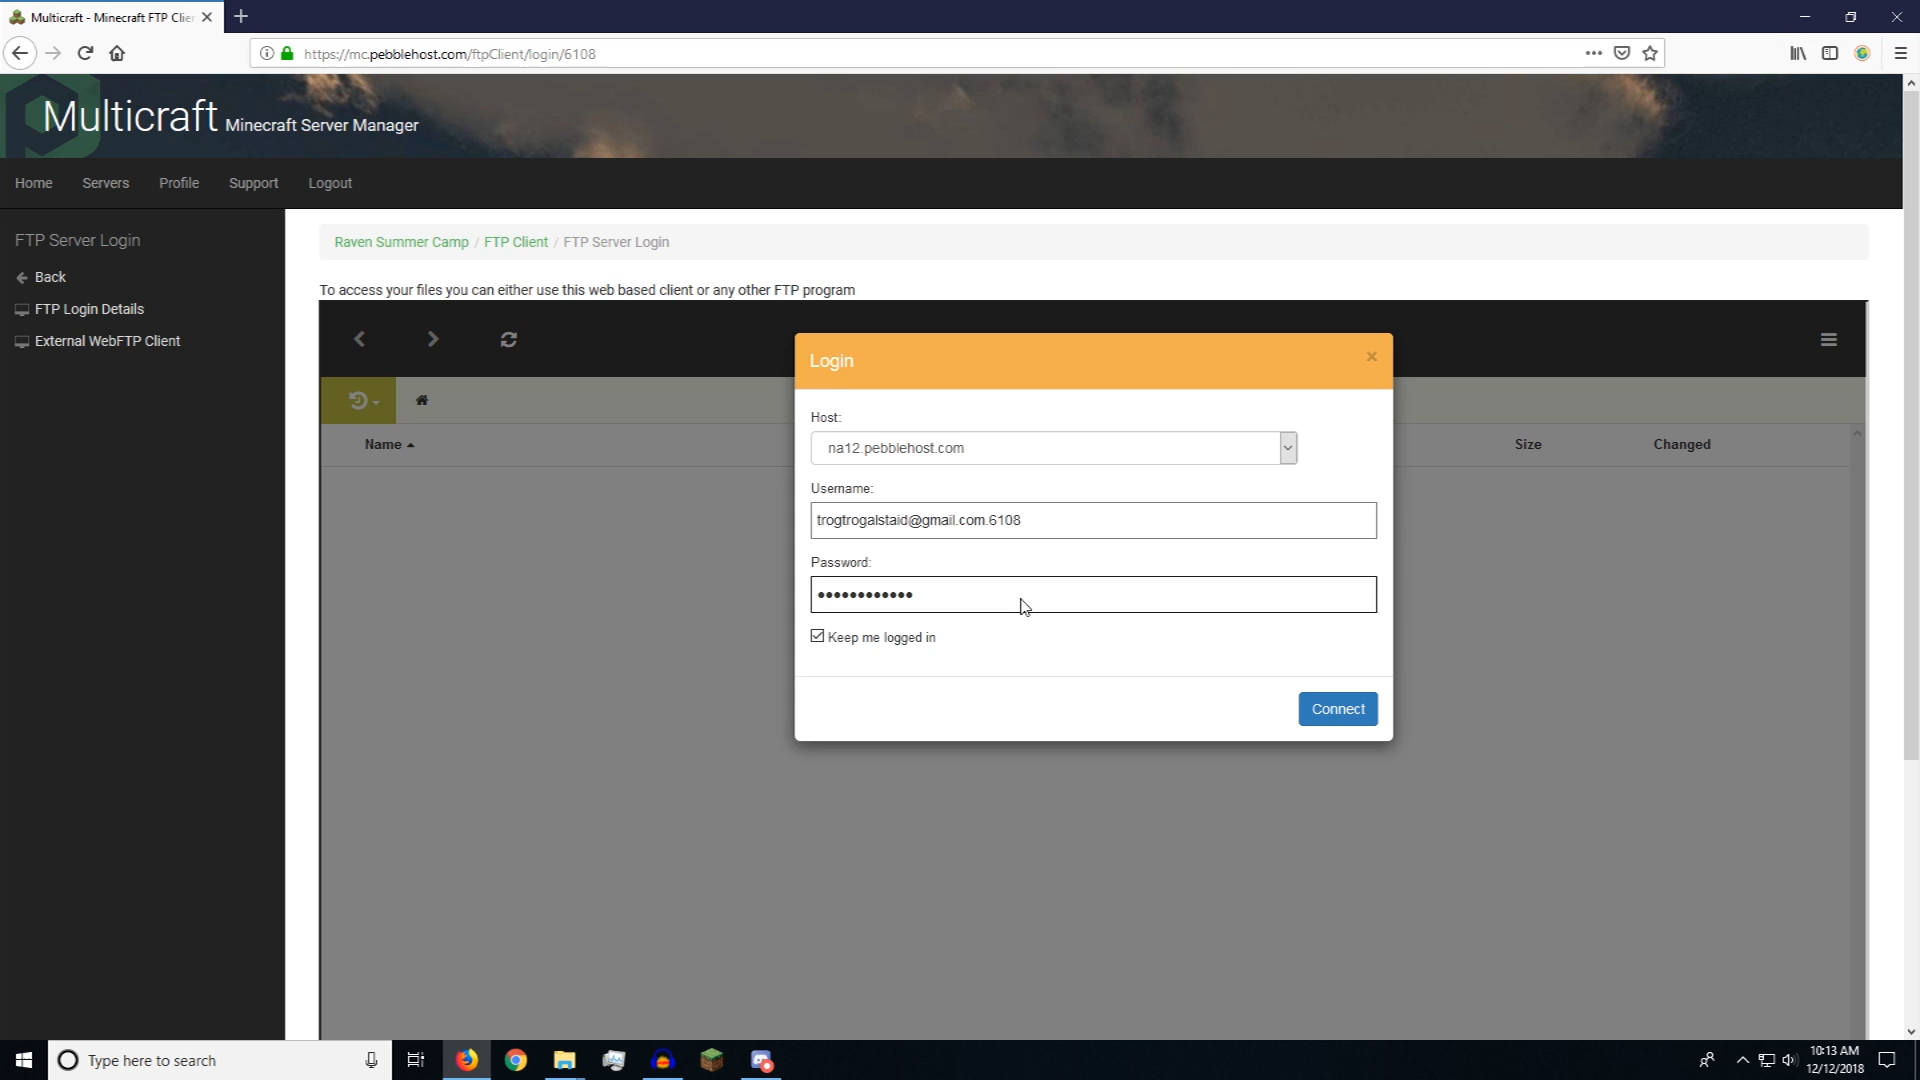 Multicraft - Minecraft FTP Clie
https://mc.pebblehost.com/ftpClient/login/6108
Multicraft Minecraft Server Manager
Home Servers Profile Support Logout
FTP Server Login
Back
FTP Login Details
External WebFTP Client
Raven Summer Camp / FTP Client / FTP Server Login
To access your files you can either use this web based client or any other FTP program
Login
×
Host:
na12.pebblehost.com
Username:
trogtrogalstaid@gmail.com.6108
Password:
••••••••••••
Keep me logged in
Connect
Name Size Changed
Type here to search
10:13 AM
12/12/2018